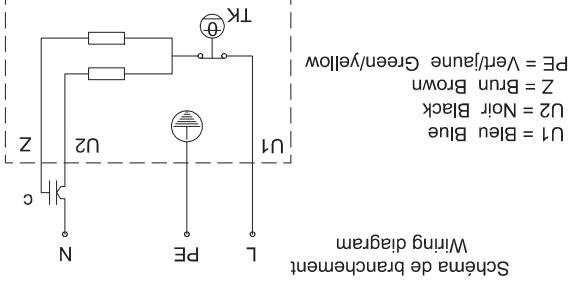 Schéma de branchement
Wiring diagram
L PE N
c
U1 U2 Z
TK
U1 = Bleu Blue
U2 = Noir Black
Z = Brun Brown
PE = Vert/jaune Green/yellow